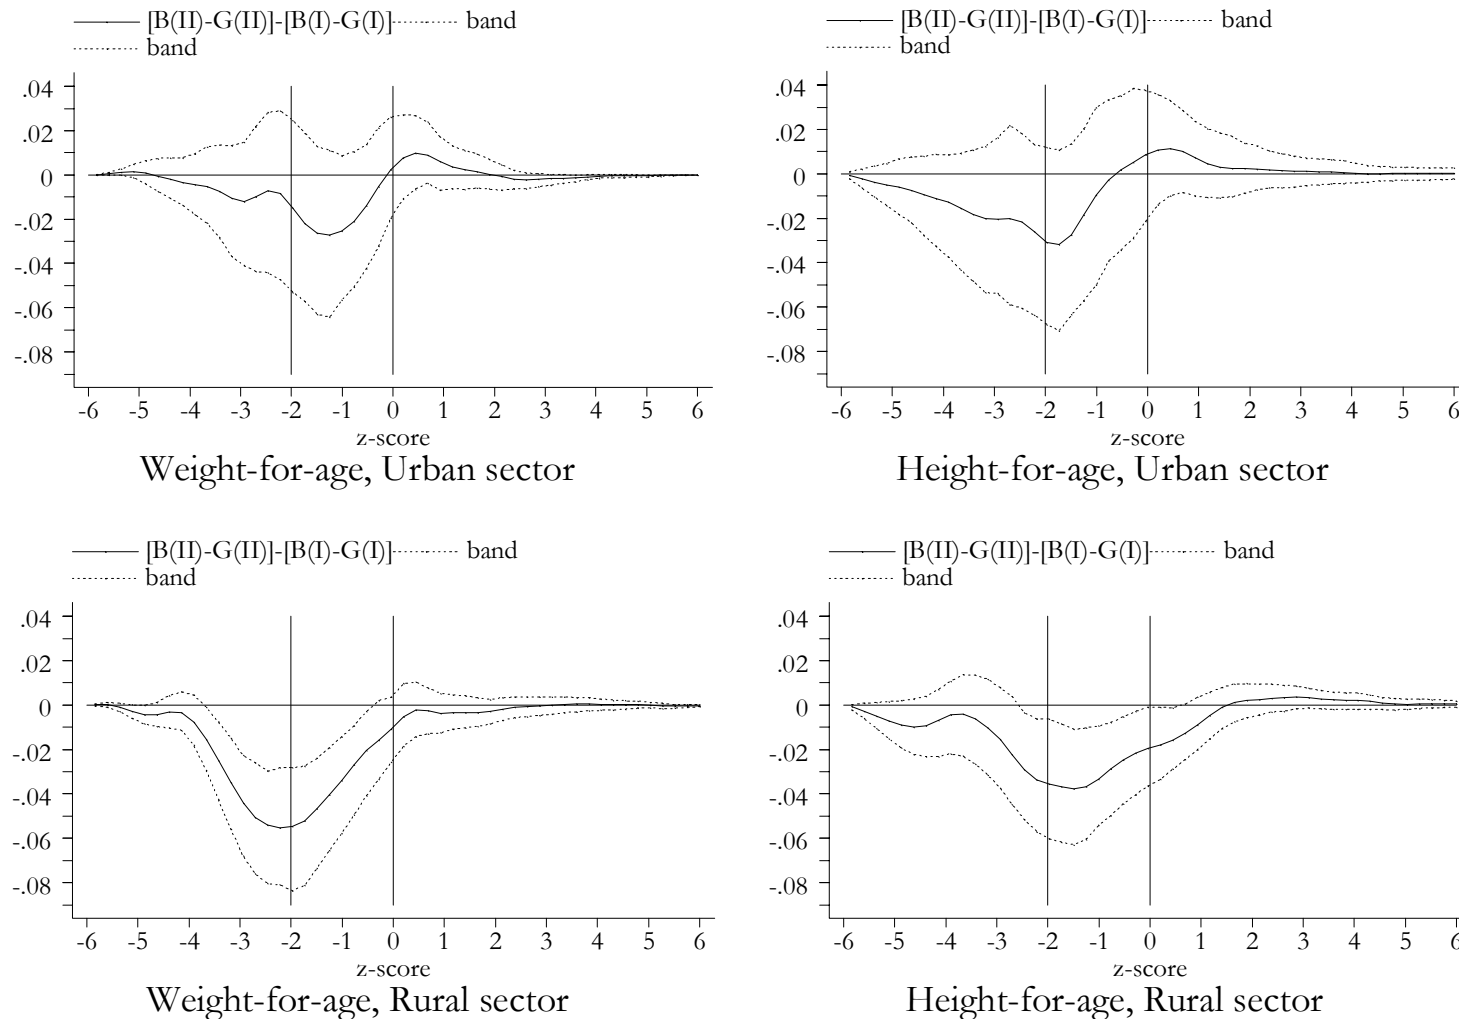 [B(II)-G(II)]-[B(I)-G(I)] band
band
.04
.02
0
-.02
-.04
-.06
-.08
-6 -5 -4 -3 -2 -1 0 1 2 3 4 5 6
z-score
Weight-for-age, Urban sector
[B(II)-G(II)]-[B(I)-G(I)] band
band
.04
.02
0
-.02
-.04
-.06
-.08
-6 -5 -4 -3 -2 -1 0 1 2 3 4 5 6
z-score
Height-for-age, Urban sector
[B(II)-G(II)]-[B(I)-G(I)] band
band
.04
.02
0
-.02
-.04
-.06
-.08
-6 -5 -4 -3 -2 -1 0 1 2 3 4 5 6
z-score
Weight-for-age, Rural sector
[B(II)-G(II)]-[B(I)-G(I)] band
band
.04
.02
0
-.02
-.04
-.06
-.08
-6 -5 -4 -3 -2 -1 0 1 2 3 4 5 6
z-score
Height-for-age, Rural sector